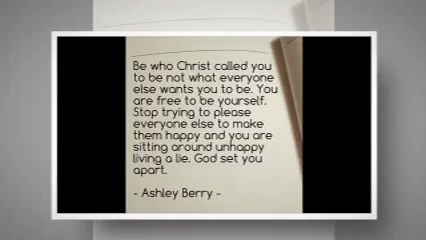 Be who Christ called you
to be not what everyone
else wants you to be. You
are free to be yourself.
Stop trying to please
everyone else to make
them happy and you are
sitting around unhappy
living a lie. God set you
apart.
- Ashley Berry -